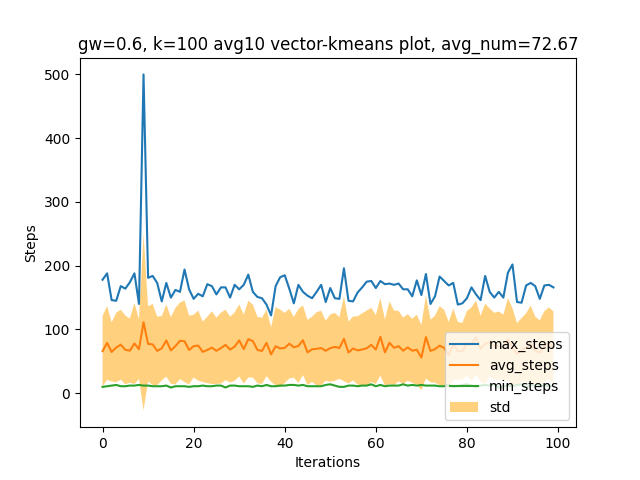 gw=0.6, k=100 avg10 vector-kmeans plot, avg_num=72.67
500
400
300
200
100
0
Steps
max_steps
avg_steps
min_steps
std
0 20 40 60 80 100
Iterations